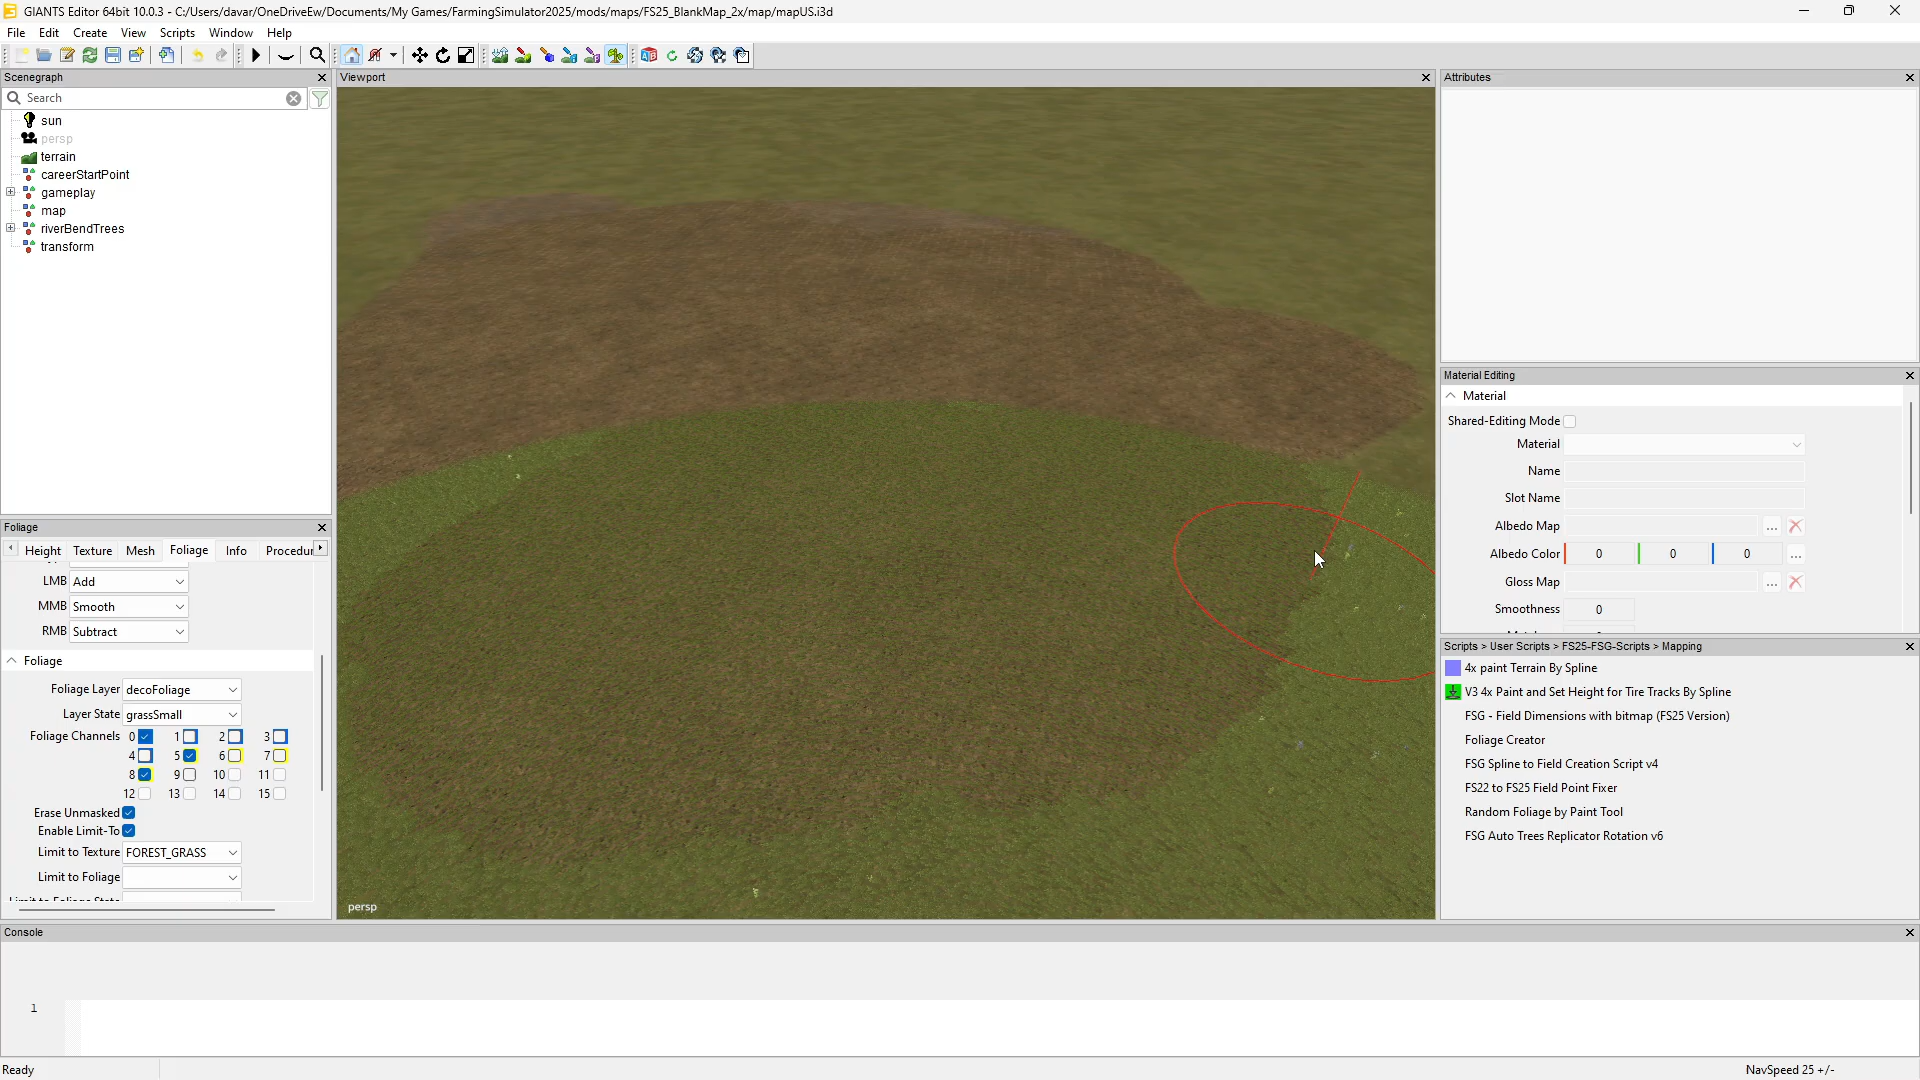 GIANTS Editor 64bit 10.0.3 - C:/Users/davar/OneDriveEw/Documents/My Games/FarmingSimulator2025/mods/maps/FS25_BlankMap_2x/map/mapUS.i3d
File Edit Create View Scripts Window Help
Scenegraph
Search
sun
persp
terrain
careerStartPoint
gameplay
map
riverBendTrees
transform
Foliage
Height Texture Mesh Foliage Info Procedur
LMB Add
MMB Smooth
RMB Subtract
Foliage
Foliage Layer decoFoliage
Layer State grassSmall
Foliage Channels 0 1 2 3
4 5 6 7
8 9 10 11
12 13 14 15
Erase Unmasked
Enable Limit-To
Limit to Texture FOREST_GRASS
Limit to Foliage
Viewport
persp
Attributes
Material Editing
Material
Shared-Editing Mode
Material
Name
Slot Name
Albedo Map ...
Albedo Color 0 0 0 ...
Gloss Map ...
Smoothness 0
Scripts > User Scripts > FS25-FSG-Scripts > Mapping
4x paint Terrain By Spline
V3 4x Paint and Set Height for Tire Tracks By Spline
FSG - Field Dimensions with bitmap (FS25 Version)
Foliage Creator
FSG Spline to Field Creation Script v4
FS22 to FS25 Field Point Fixer
Random Foliage by Paint Tool
FSG Auto Trees Replicator Rotation v6
Console
1
Ready
NavSpeed 25 +/-